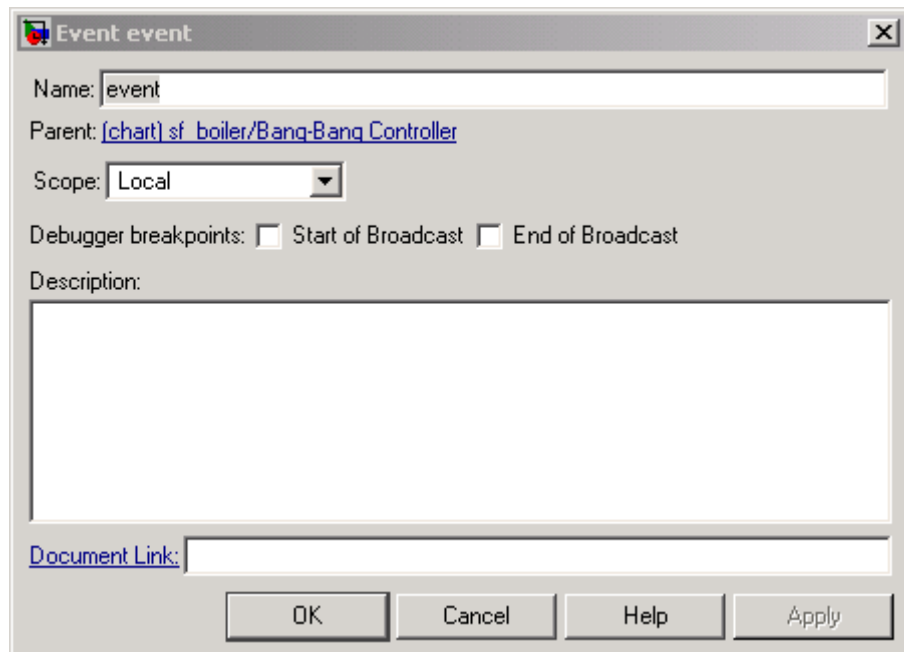 Event event
Name: event
Parent: (chart) sf_boiler/Bang-Bang Controller
Scope: Local
Debugger breakpoints: Start of Broadcast End of Broadcast
Description:
Document Link:
OK Cancel Help Apply